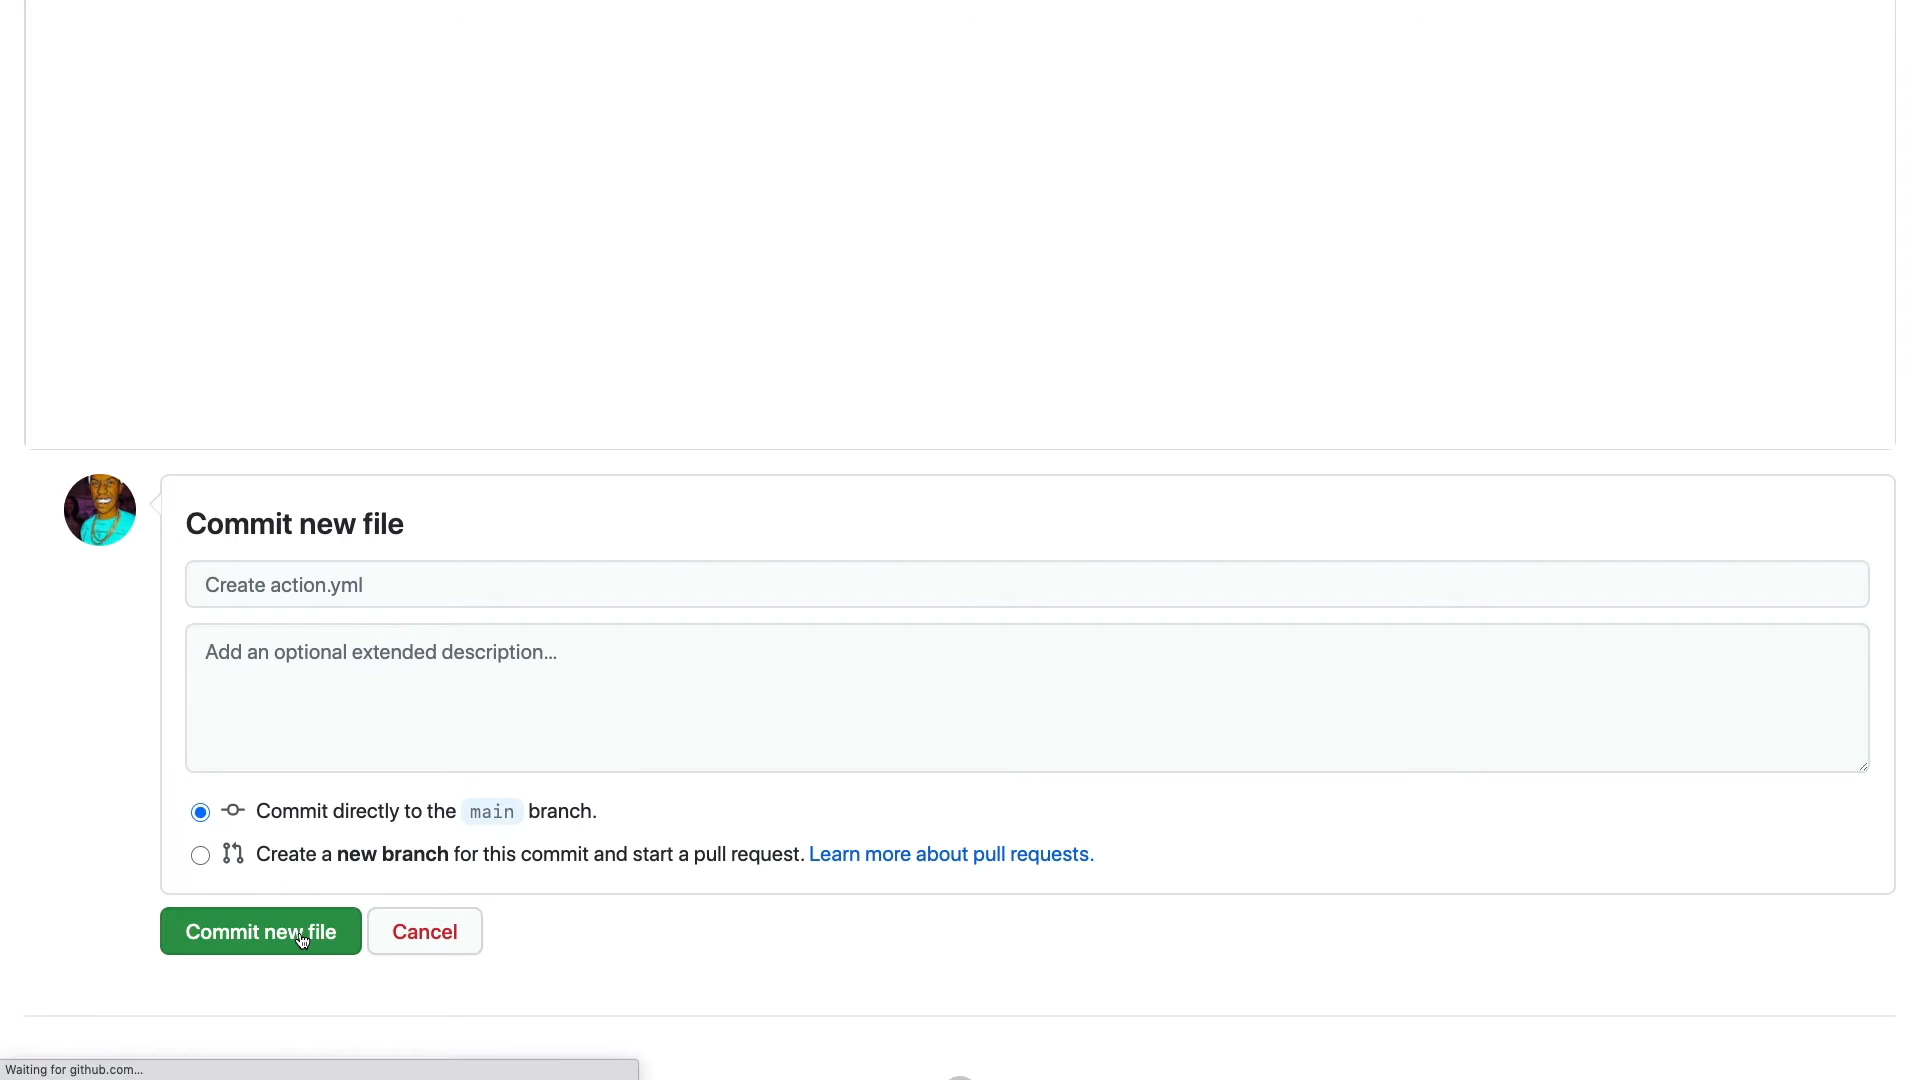 Commit new file
Create action.yml
Add an optional extended description...
Commit directly to the main branch.
Create a new branch for this commit and start a pull request. Learn more about pull requests.
Commit new file
Cancel
Waiting for github.com...